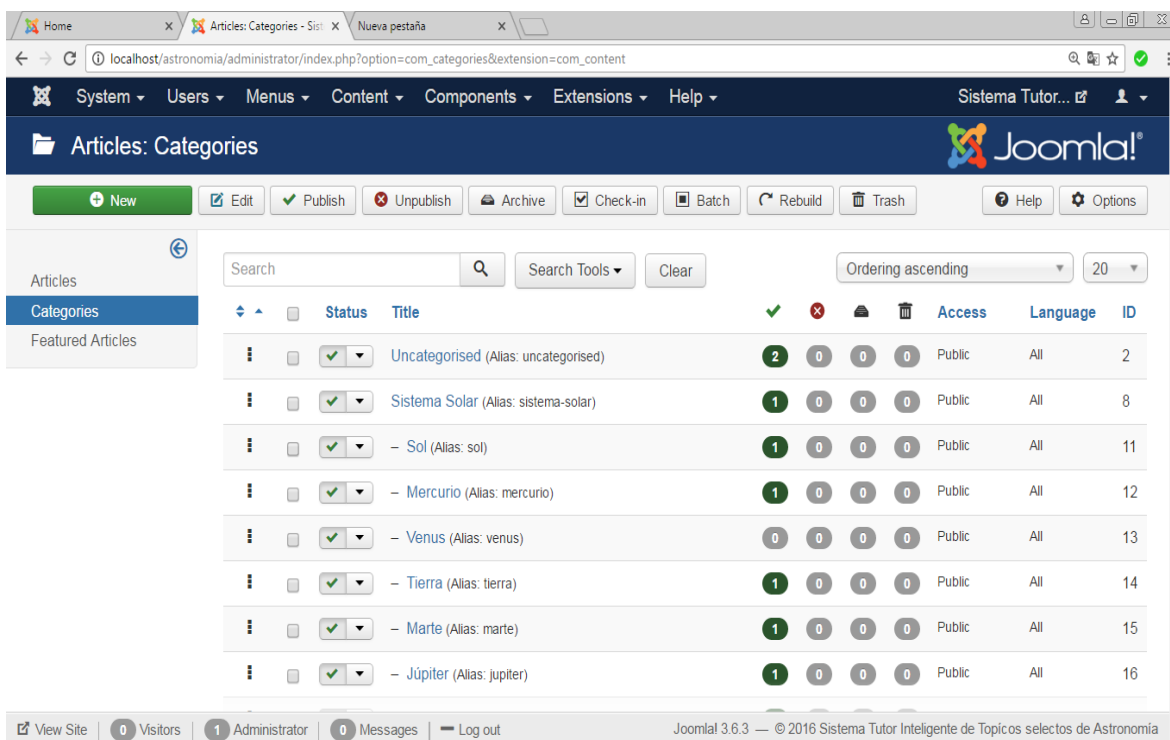 Home
Articles: Categories - Sist
Nueva pestaña
localhost/astronomia/administrator/index.php?option=com_categories&extension=com_content
System Users Menus Content Components Extensions Help Sistema Tutor...
Articles: Categories
Joomla!®
New Edit Publish Unpublish Archive Check-in Batch Rebuild Trash Help Options
Articles
Categories
Featured Articles
Search Search Tools Clear Ordering ascending 20
Status Title Access Language ID
Uncategorised (Alias: uncategorised) 2 0 0 0 Public All 2
Sistema Solar (Alias: sistema-solar) 1 0 0 0 Public All 8
– Sol (Alias: sol) 1 0 0 0 Public All 11
– Mercurio (Alias: mercurio) 1 0 0 0 Public All 12
– Venus (Alias: venus) 0 0 0 0 Public All 13
– Tierra (Alias: tierra) 1 0 0 0 Public All 14
– Marte (Alias: marte) 1 0 0 0 Public All 15
– Júpiter (Alias: jupiter) 1 0 0 0 Public All 16
View Site 0 Visitors 1 Administrator 0 Messages Log out Joomla! 3.6.3 — © 2016 Sistema Tutor Inteligente de Topícos selectos de Astronomía